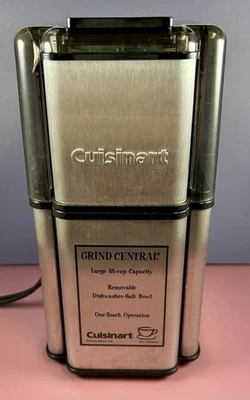 Cuisinart
GRIND CENTRAL®
Large 18-cup Capacity
Removable
Dishwasher-Safe Bowl
One-Touch Operation
Cuisinart